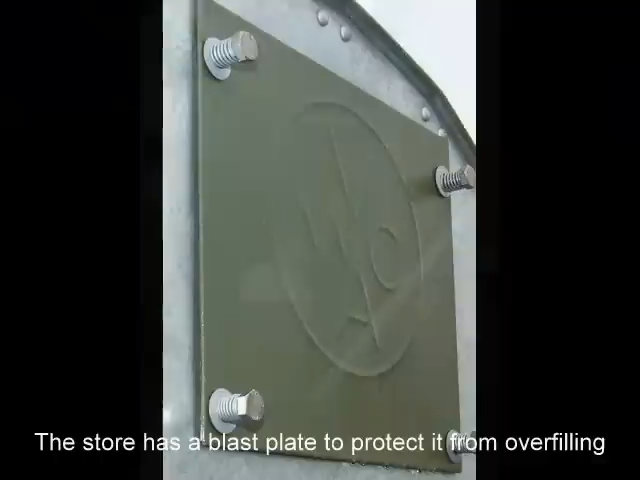 The store has a blast plate to protect it from overfilling